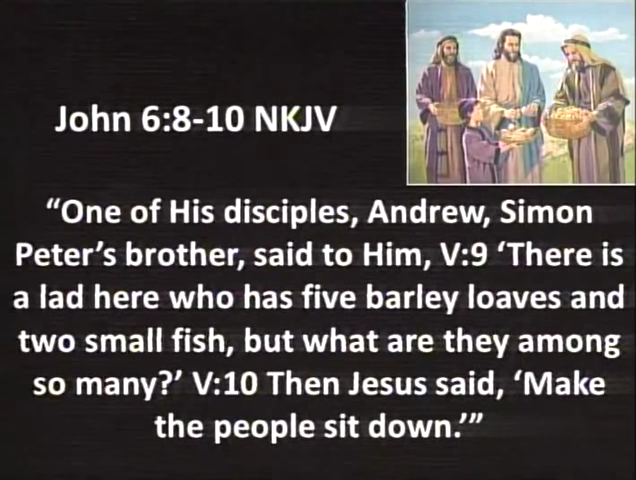 John 6:8-10 NKJV
“One of His disciples, Andrew, Simon
Peter’s brother, said to Him, V:9 ‘There is
a lad here who has five barley loaves and
two small fish, but what are they among
so many?’ V:10 Then Jesus said, ‘Make
the people sit down.’”